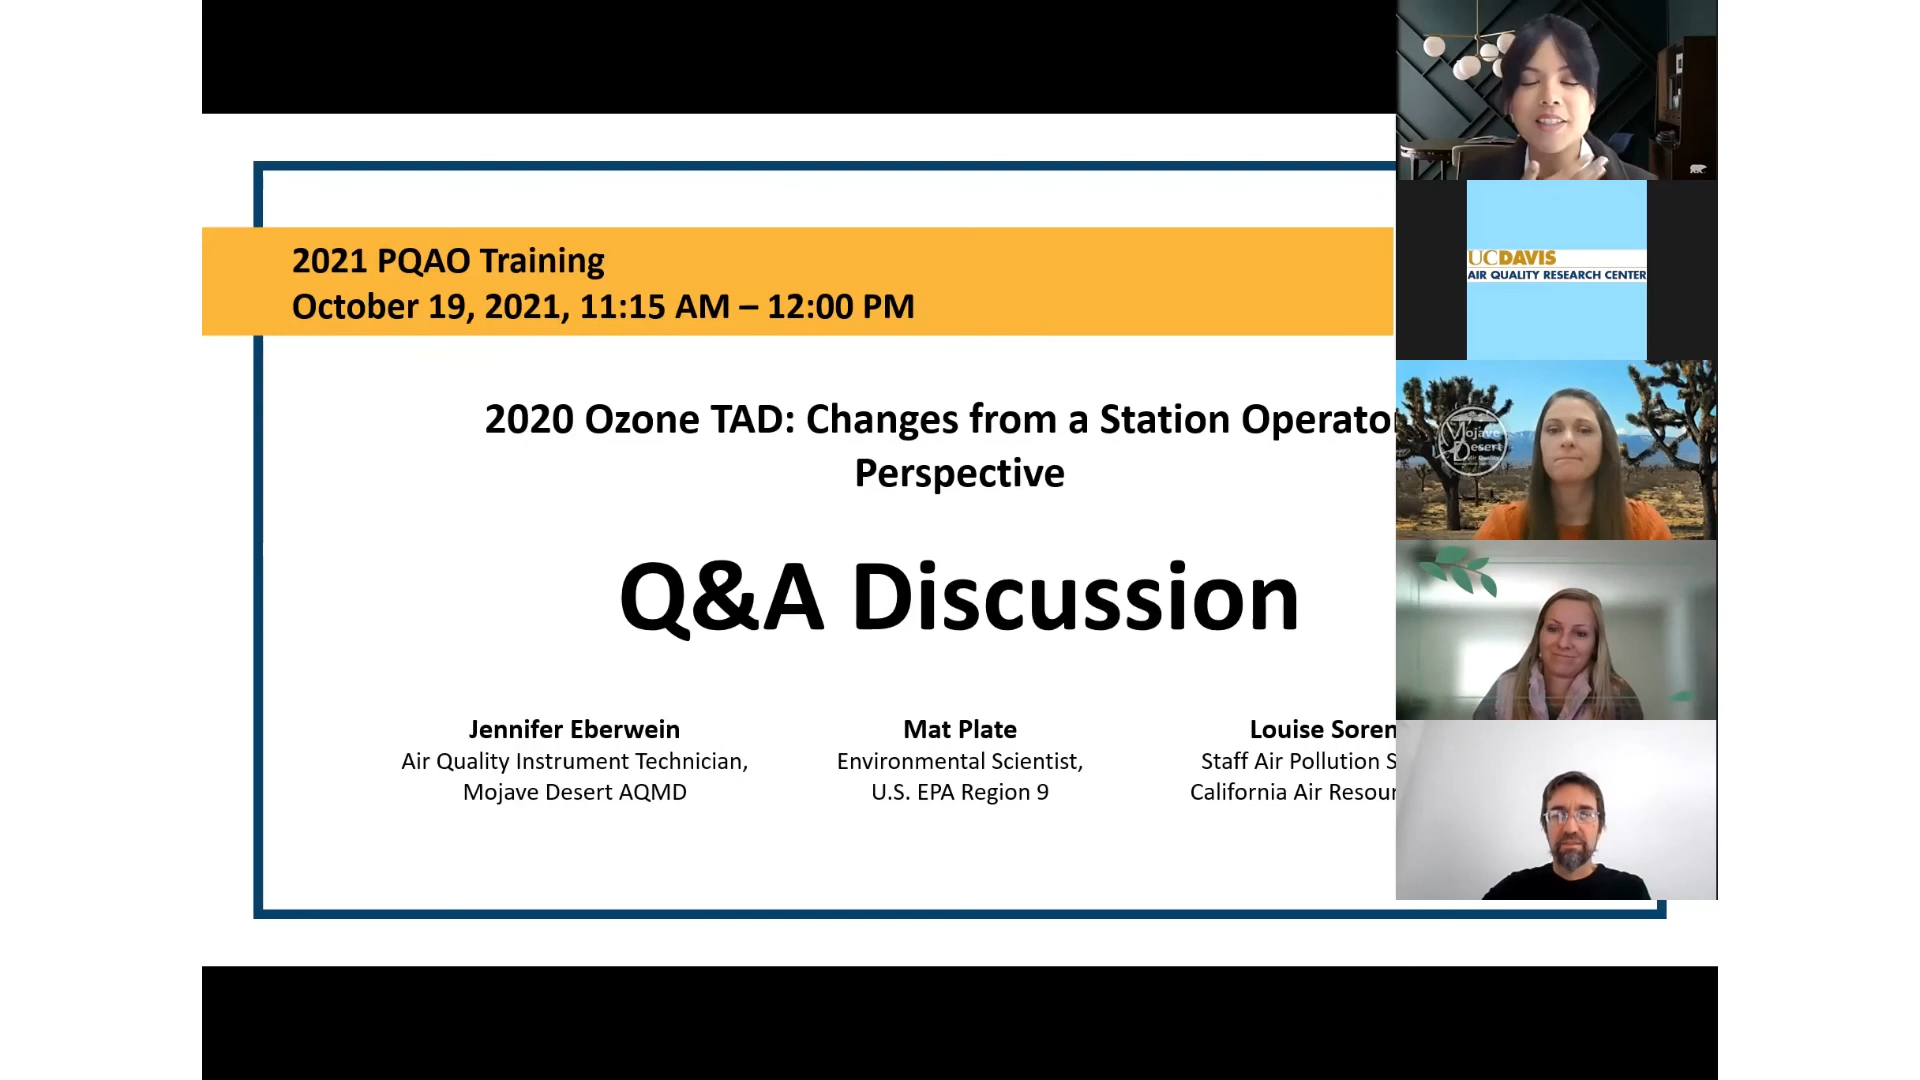 2021 PQAO Training
October 19, 2021, 11:15 AM – 12:00 PM
2020 Ozone TAD: Changes from a Station Operato
Perspective
Q&A Discussion
Jennifer Eberwein
Air Quality Instrument Technician,
Mojave Desert AQMD
Mat Plate
Environmental Scientist,
U.S. EPA Region 9
Louise Soren
Staff Air Pollution S
California Air Resour
UCDAVIS
AIR QUALITY RESEARCH CENTER
Mojave
Desert